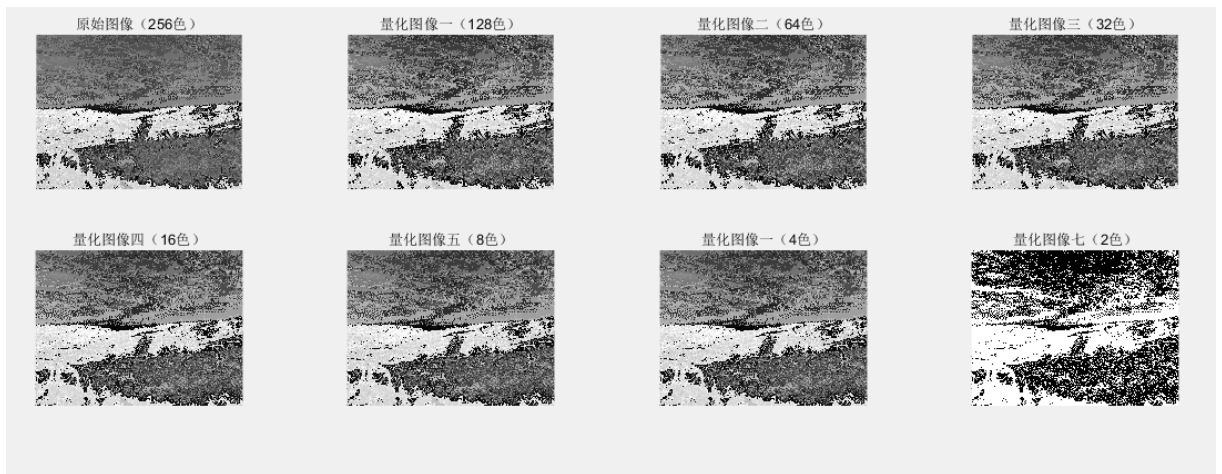 原始图像（256色）
量化图像一（128色）
量化图像二（64色）
量化图像三（32色）
量化图像四（16色）
量化图像五（8色）
量化图像一（4色）
量化图像七（2色）